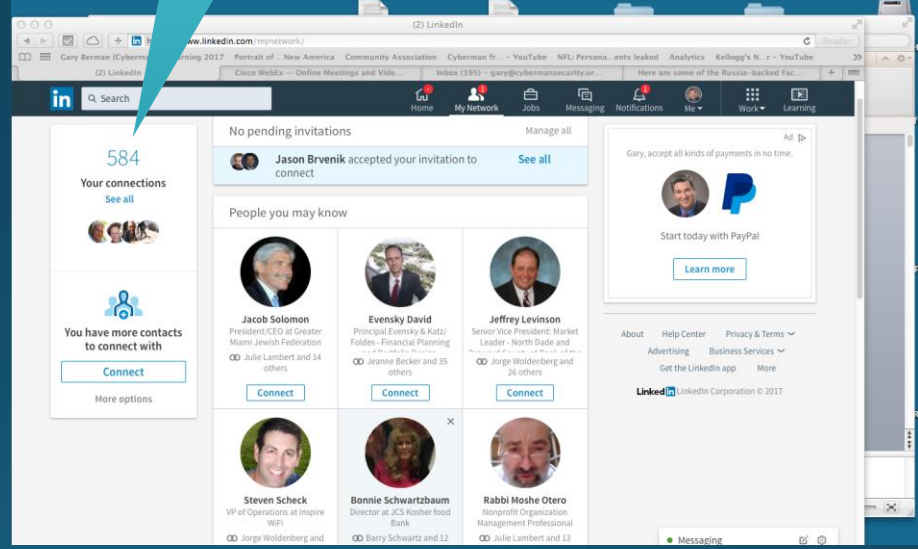 (2) LinkedIn
www.linkedin.com/mynetwork/
Reader
Gary Berman (Cyberma
rning 2017
Portrait of ...New America
Community Association
Cyberman fr... – YouTube
NFL: Persona...ents leaked
Analytics
Kellogg's N...r – YouTube
(2) LinkedIn
Cisco WebEx — Online Meetings and Vide...
Inbox (195) – gary@cybermansecurity.or...
Here are some of the Russia-backed Fac...
in
Search
Home
My Network
Jobs
Messaging
Notifications
Me
Work
Learning
584
Your connections
See all
You have more contacts
to connect with
Connect
More options
No pending invitations
Manage all
Jason Brvenik accepted your invitation to
connect
See all
People you may know
Jacob Solomon
President/CEO at Greater
Miami Jewish Federation
Julie Lambert and 14
others
Connect
Evensky David
Principal Evensky & Katz/
Foldes - Financial Planning
Jeanne Becker and 35
others
Connect
Jeffrey Levinson
Senior Vice President: Market
Leader - North Dade and
Jorge Woldenberg and
26 others
Connect
Steven Scheck
VP of Operations at Inspire
WiFi
Jorge Woldenberg and
Bonnie Schwartzbaum
Director at JCS Kosher food
Bank
Barry Schwartz and 12
Rabbi Moshe Otero
Nonprofit Organization
Management Professional
Julie Lambert and 13
Ad
Gary, accept all kinds of payments in no time.
Start today with PayPal
Learn more
About Help Center Privacy & Terms
Advertising Business Services
Get the LinkedIn app More
LinkedIn LinkedIn Corporation © 2017
Messaging